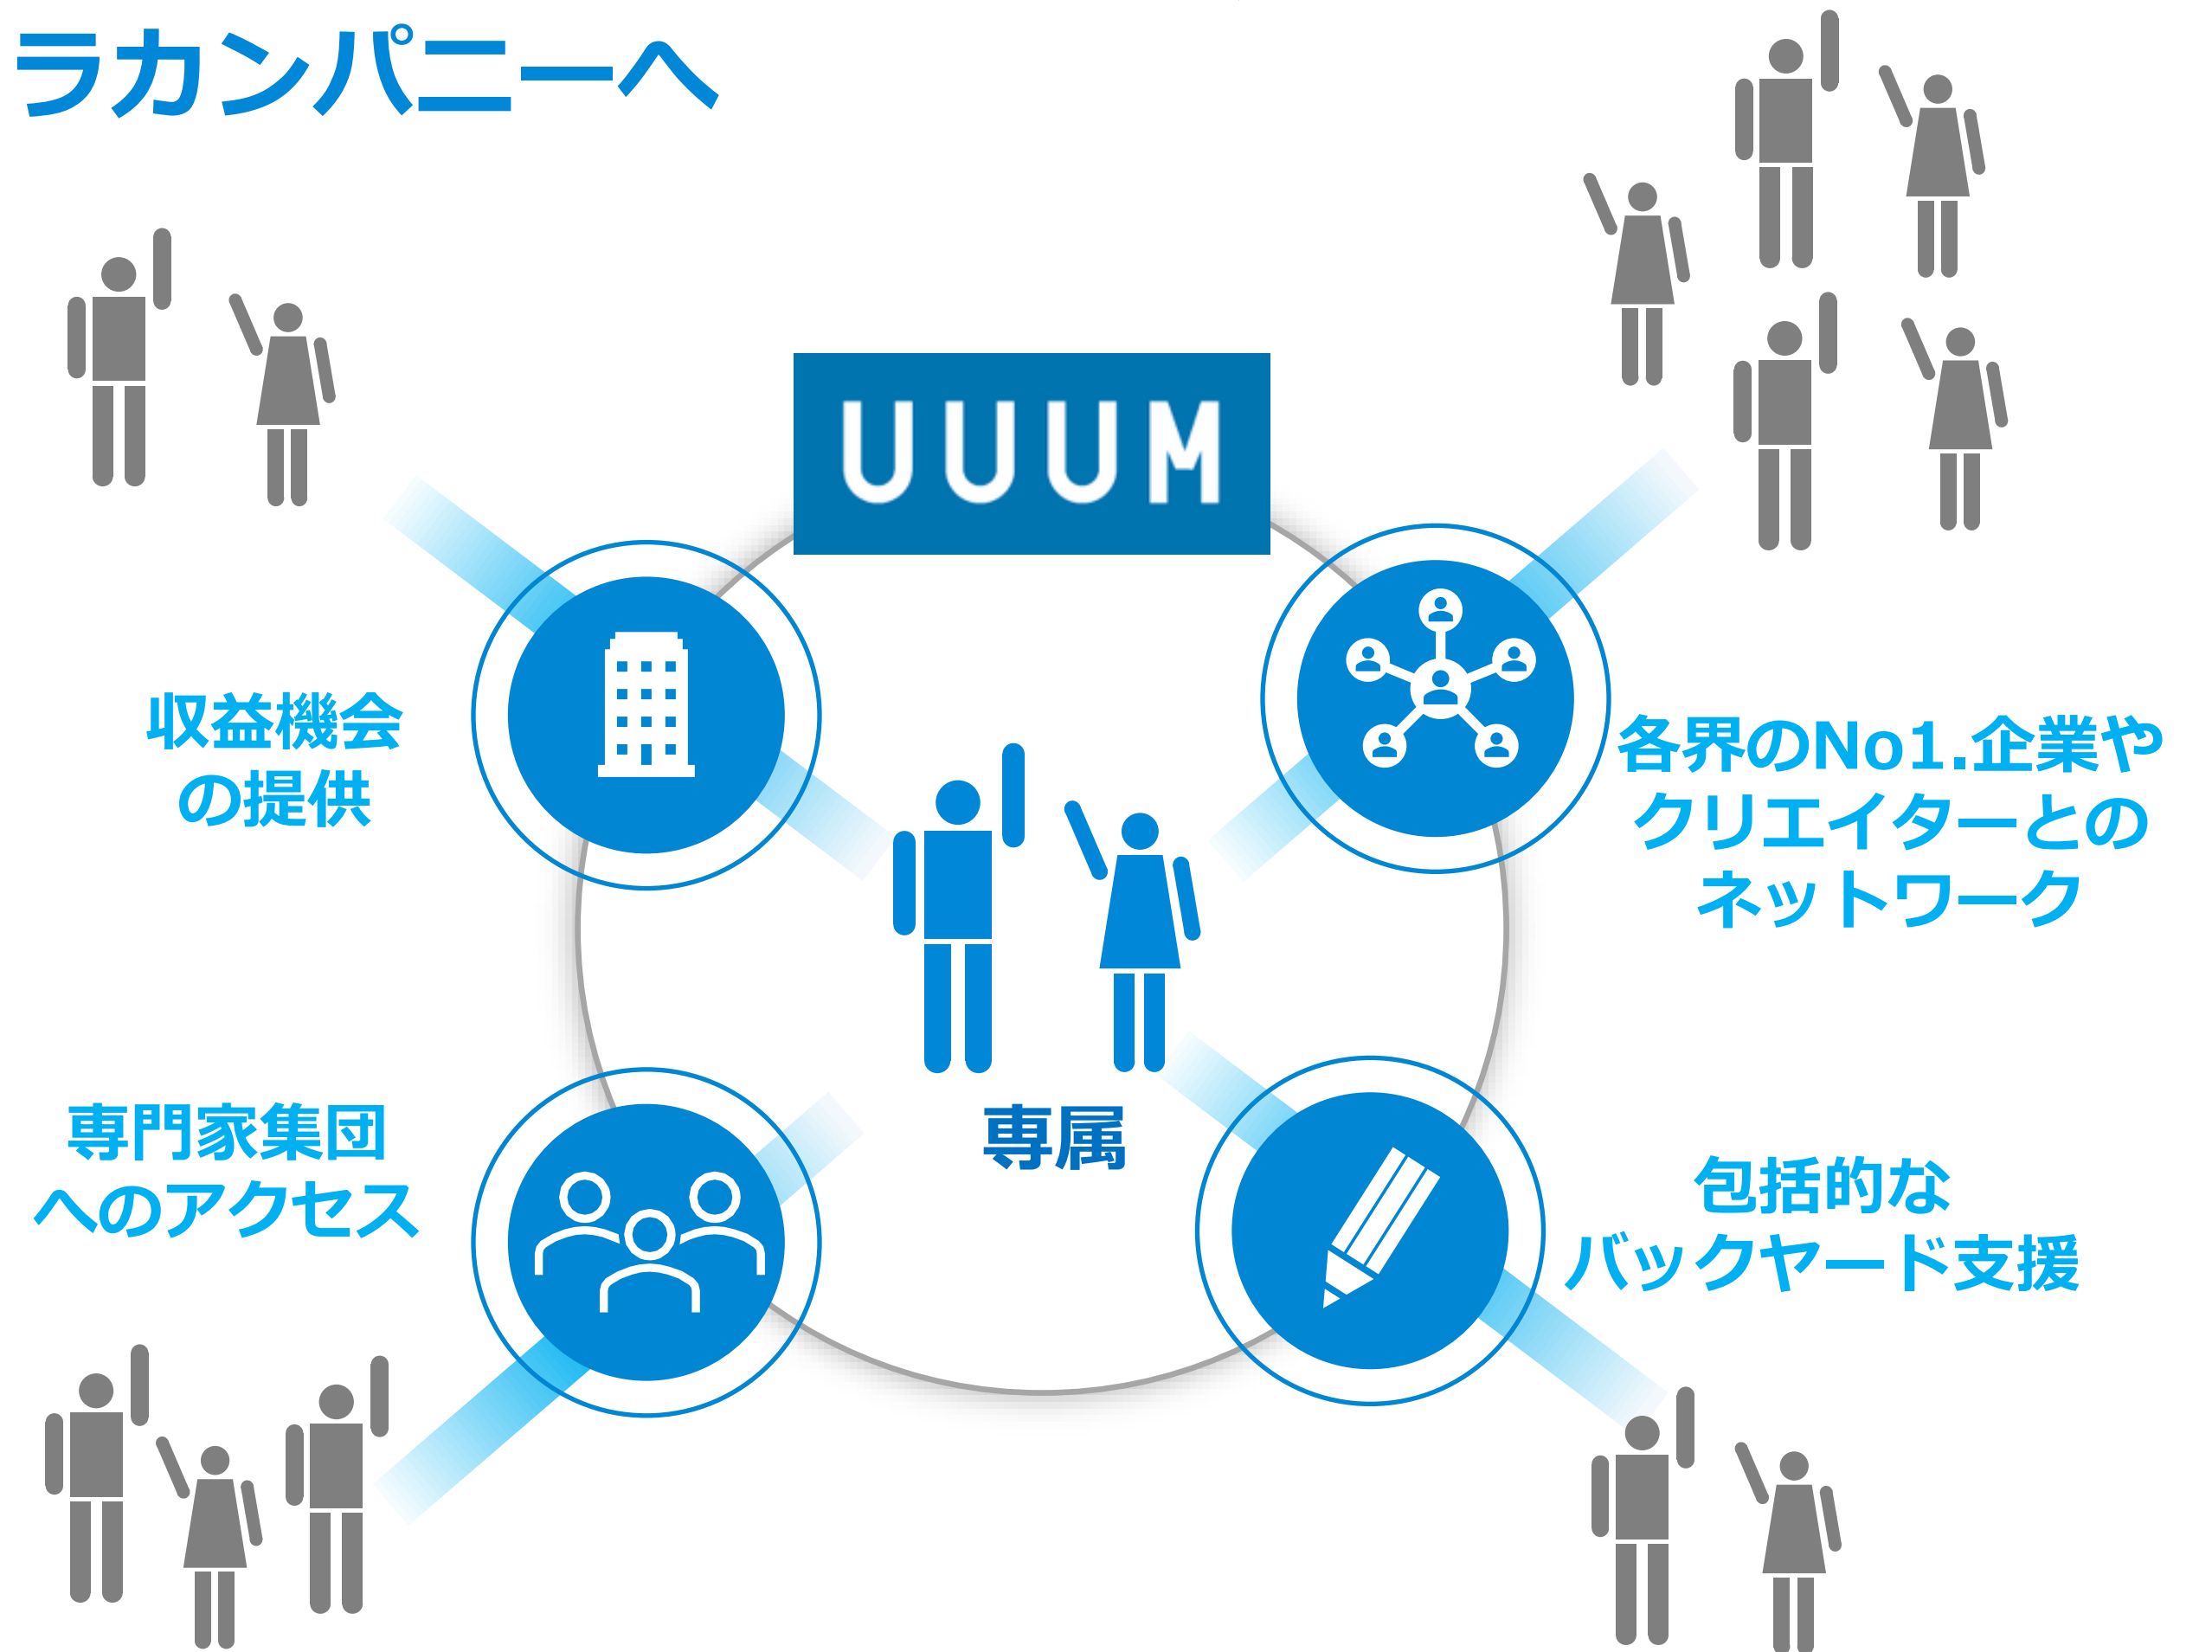 ラカンパニーへ
UUUM
収益機会
の提供
各界のNo1.企業や
クリエイターとの
ネットワーク
専属
専門家集団
へのアクセス
包括的な
バックヤード支援